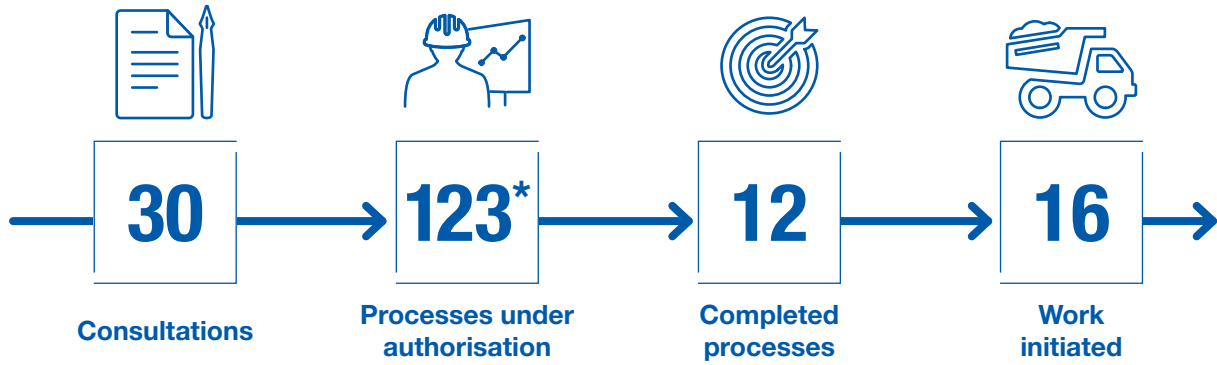 30
123*
12
16
Consultations
Processes under
authorisation
Completed
processes
Work
initiated